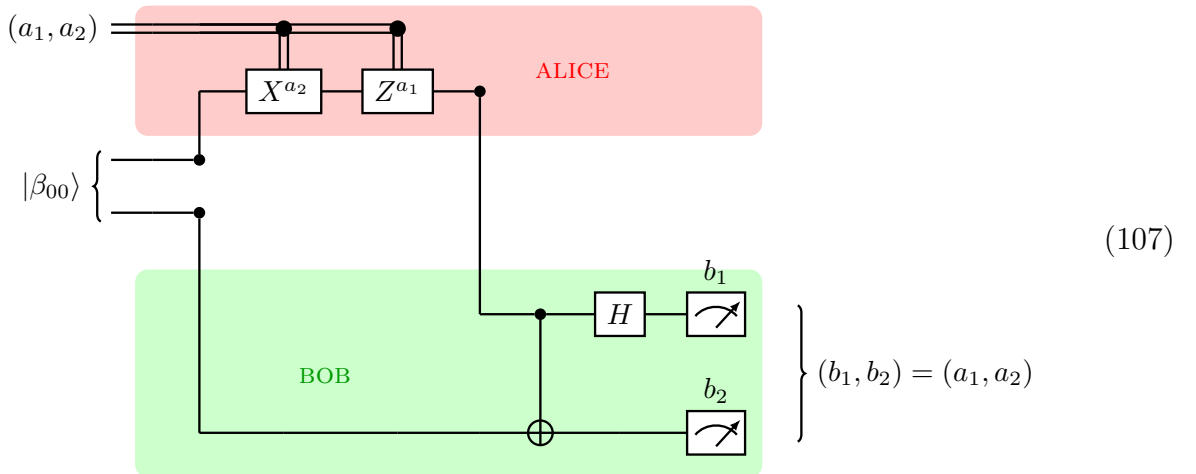 (a₁, a₂)
ALICE
X^{a₂}
Z^{a₁}
|β₀₀⟩
(107)
b₁
H
BOB
(b₁, b₂) = (a₁, a₂)
b₂